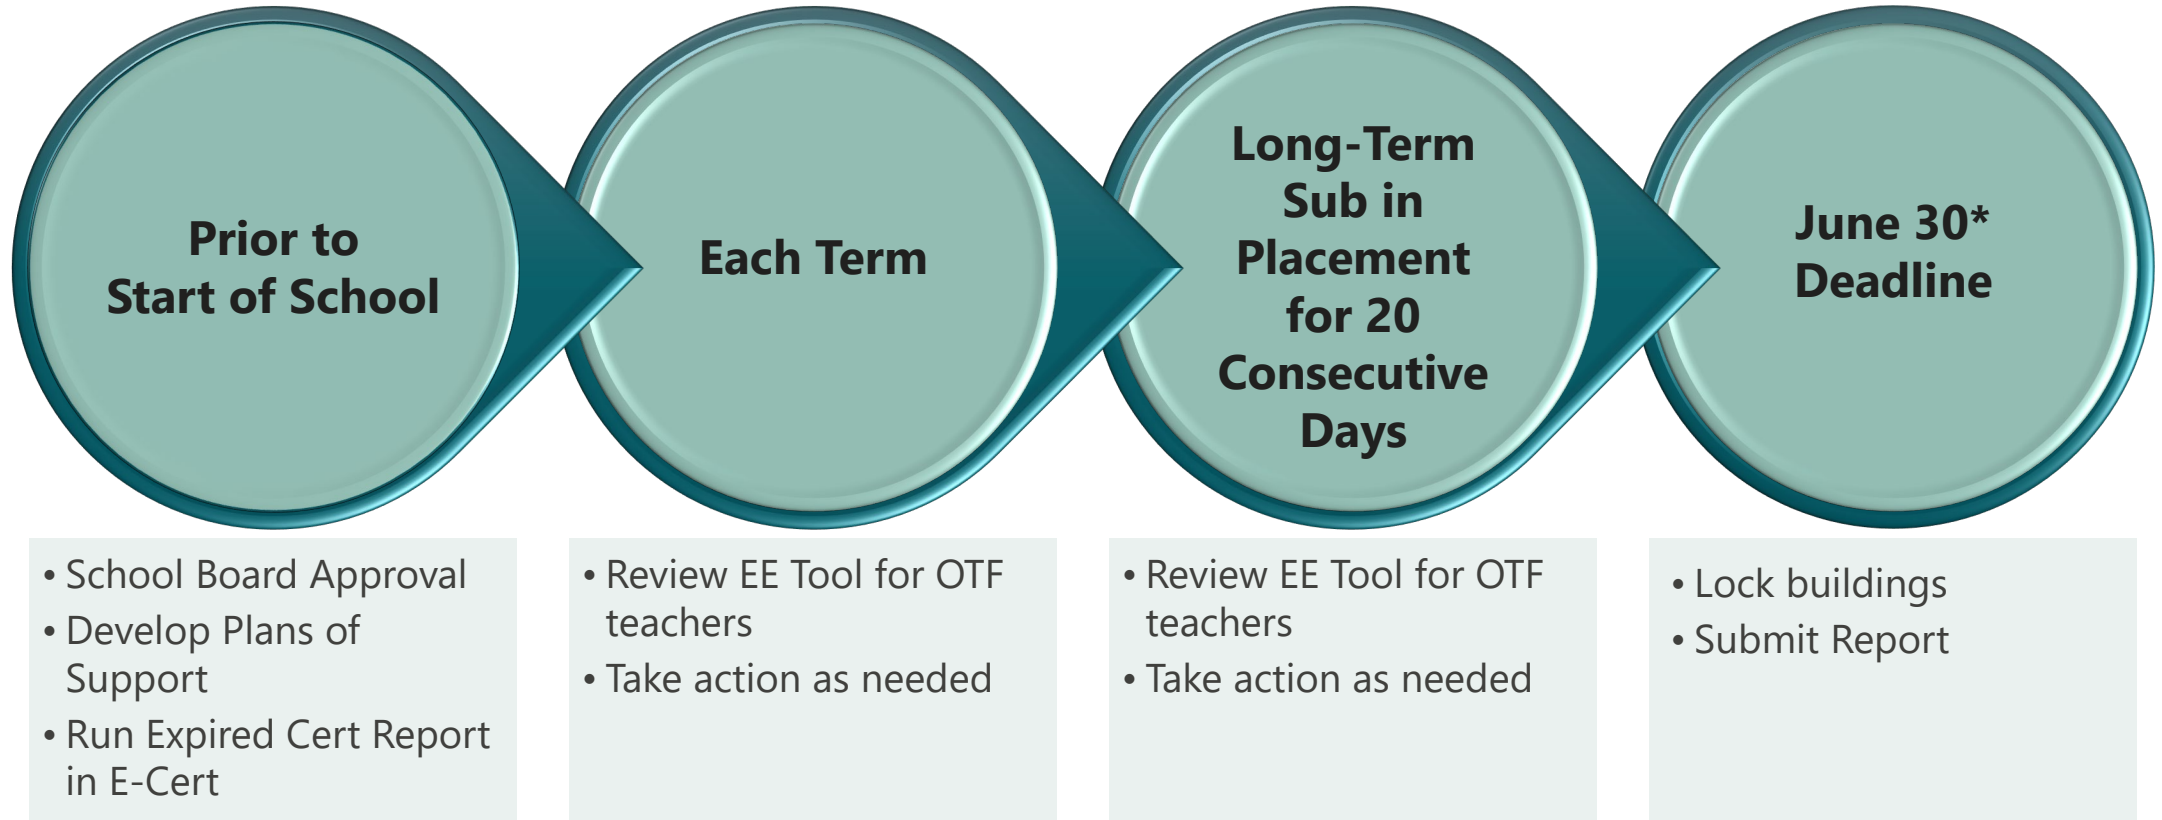 Prior to
Start of School
Each Term
Long-Term
Sub in
Placement
for 20
Consecutive
Days
June 30*
Deadline
• School Board Approval
• Develop Plans of
Support
• Run Expired Cert Report
in E-Cert
• Review EE Tool for OTF
teachers
• Take action as needed
• Review EE Tool for OTF
teachers
• Take action as needed
• Lock buildings
• Submit Report